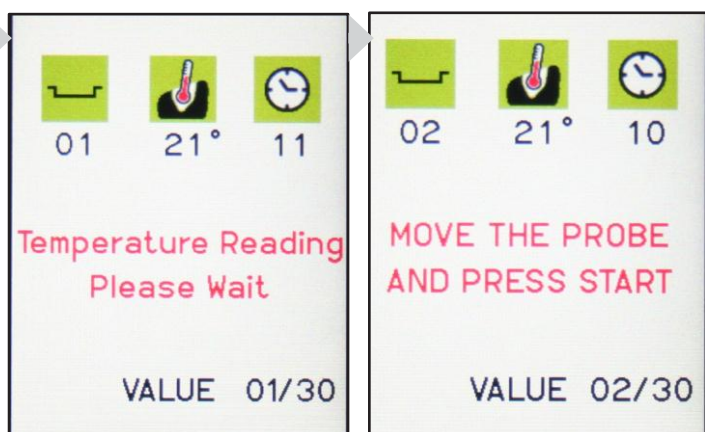 01 21° 11
Temperature Reading
Please Wait
VALUE 01/30
02 21° 10
MOVE THE PROBE
AND PRESS START
VALUE 02/30